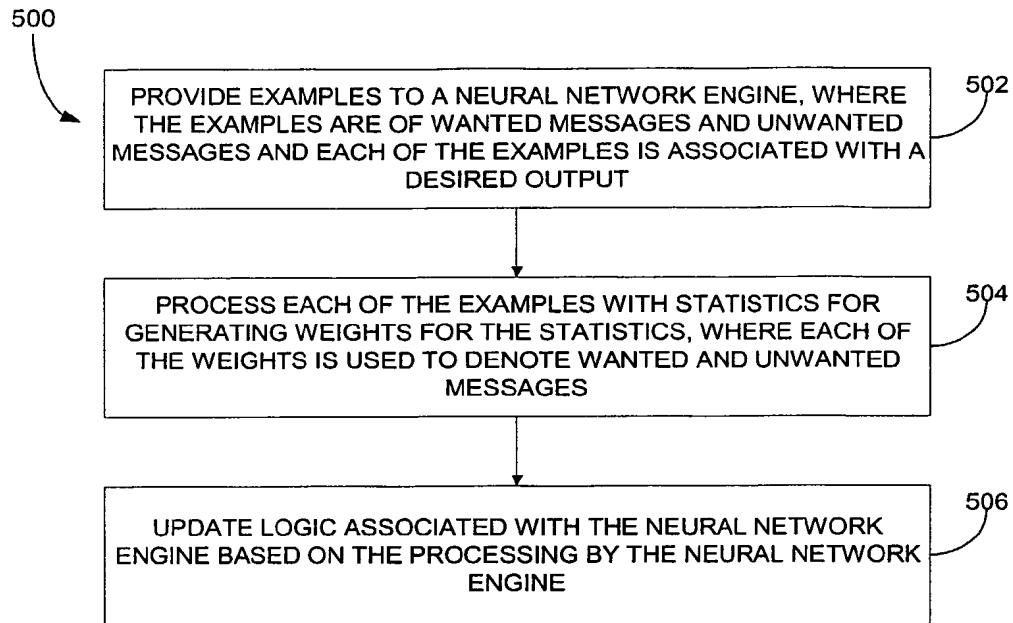 500
502
PROVIDE EXAMPLES TO A NEURAL NETWORK ENGINE, WHERE
THE EXAMPLES ARE OF WANTED MESSAGES AND UNWANTED
MESSAGES AND EACH OF THE EXAMPLES IS ASSOCIATED WITH A
DESIRED OUTPUT
504
PROCESS EACH OF THE EXAMPLES WITH STATISTICS FOR
GENERATING WEIGHTS FOR THE STATISTICS, WHERE EACH OF
THE WEIGHTS IS USED TO DENOTE WANTED AND UNWANTED
MESSAGES
506
UPDATE LOGIC ASSOCIATED WITH THE NEURAL NETWORK
ENGINE BASED ON THE PROCESSING BY THE NEURAL NETWORK
ENGINE